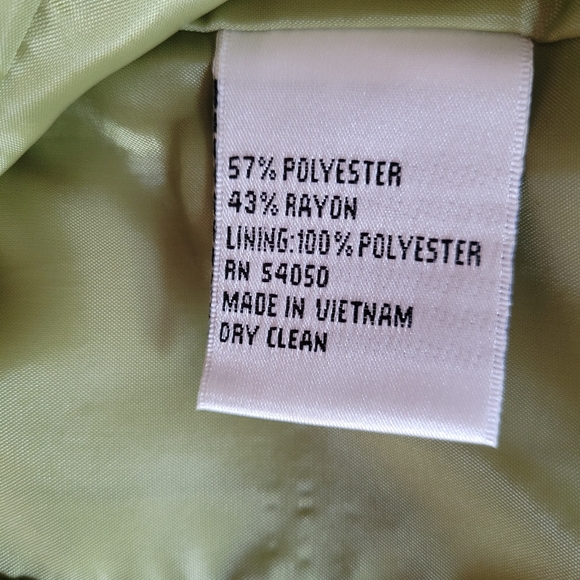 57% POLYESTER
43% RAYON
LINING:100% POLYESTER
RN 54050
MADE IN VIETNAM
DRY CLEAN